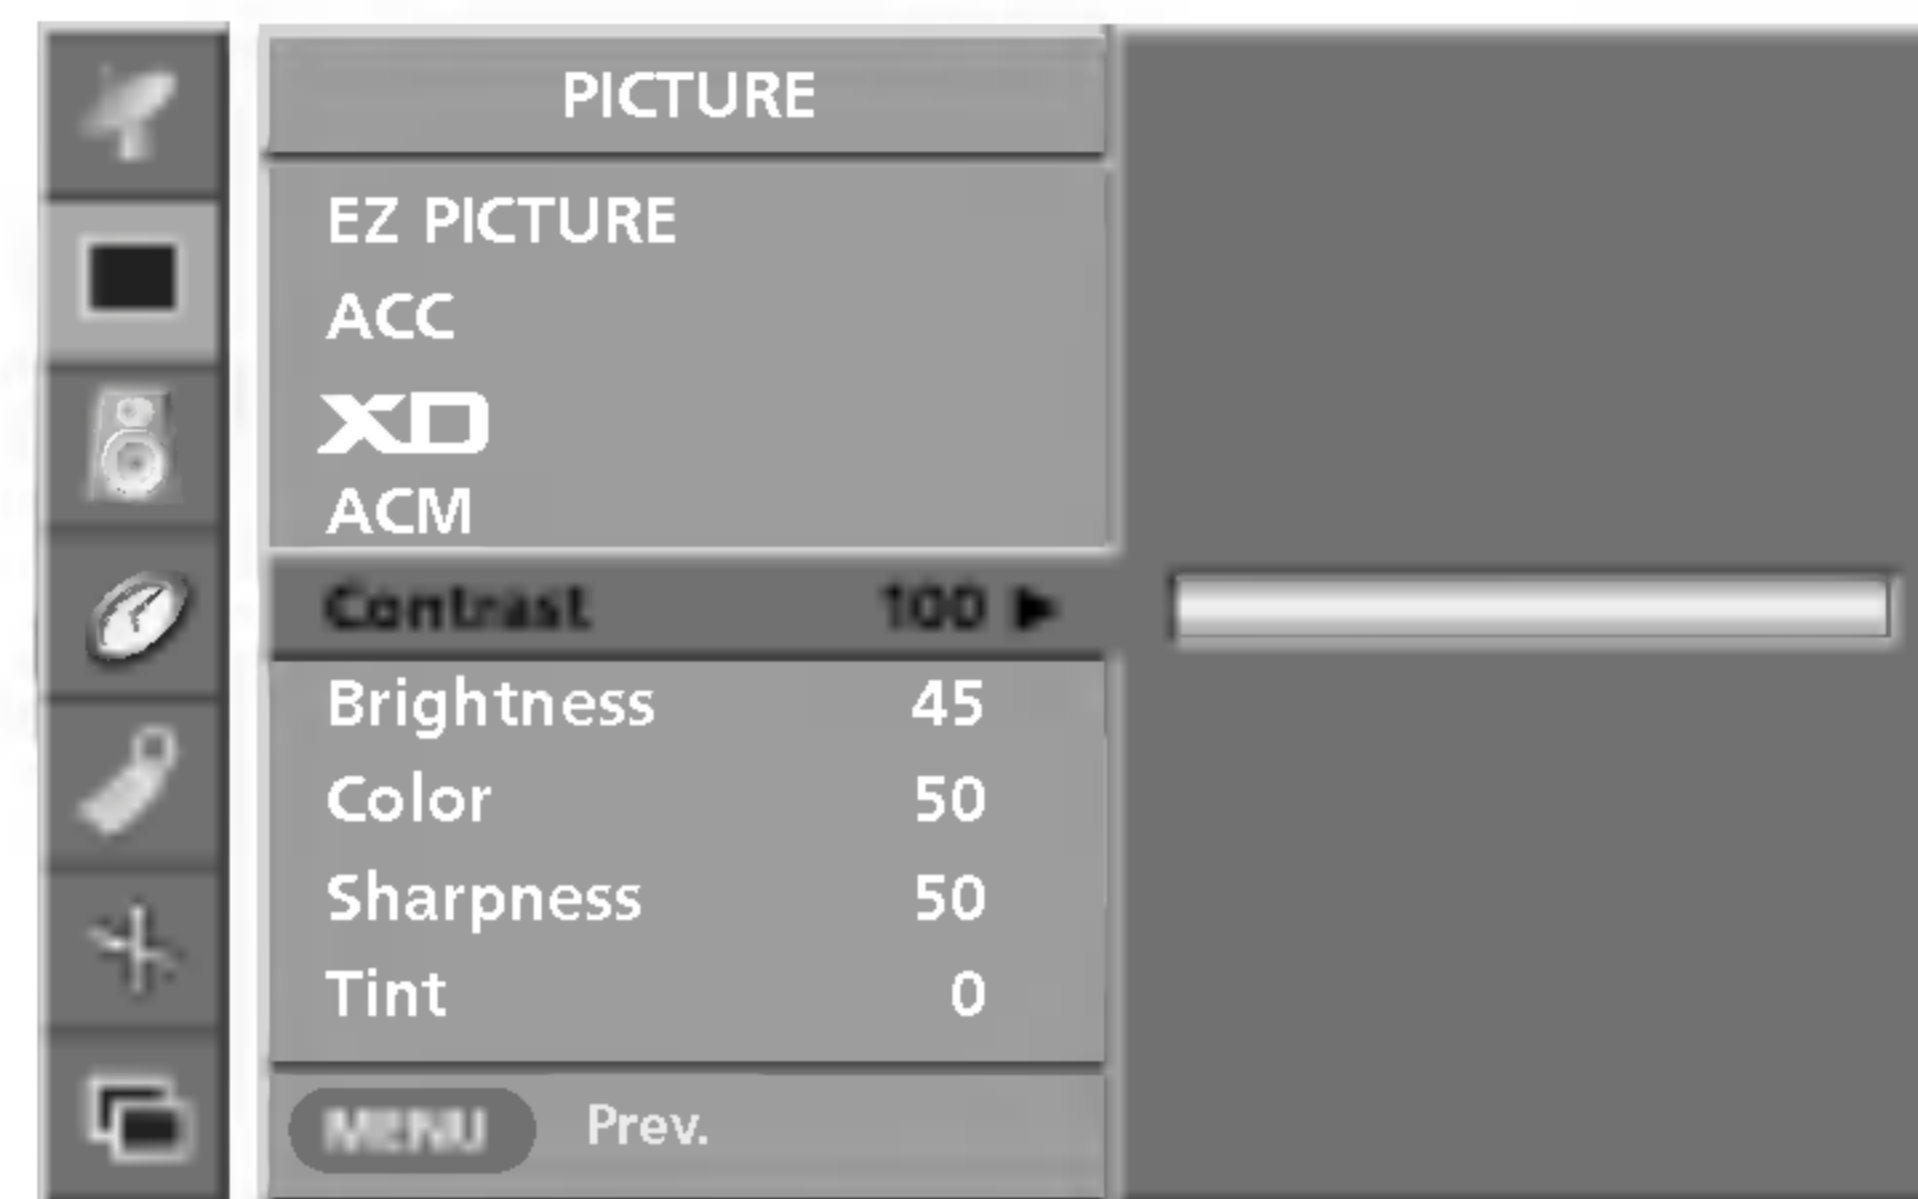 PICTURE
EZ PICTURE
ACC
XD
ACM
Contrast 100 ▶
Brightness 45
Color 50
Sharpness 50
Tint 0
MENU Prev.